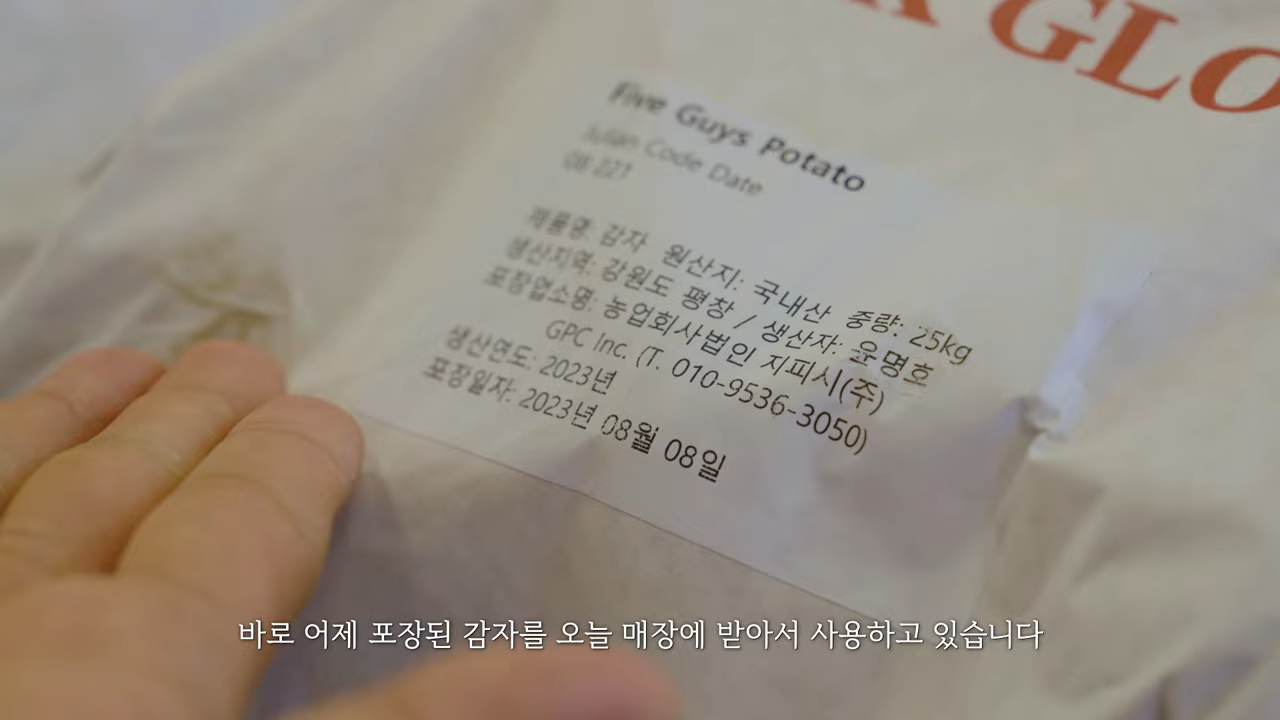 GLO
Five Guys Potato
Julian Code Date
08 221
제품명: 감자 원산지: 국내산 중량: 25kg
생산지역: 강원도 평창 / 생산자: 윤명호
포장업소명: 농업회사법인 지피시(주)
GPC Inc. (T. 010-9536-3050)
생산연도: 2023년
포장일자: 2023년 08월 08일
바로 어제 포장된 감자를 오늘 매장에 받아서 사용하고 있습니다